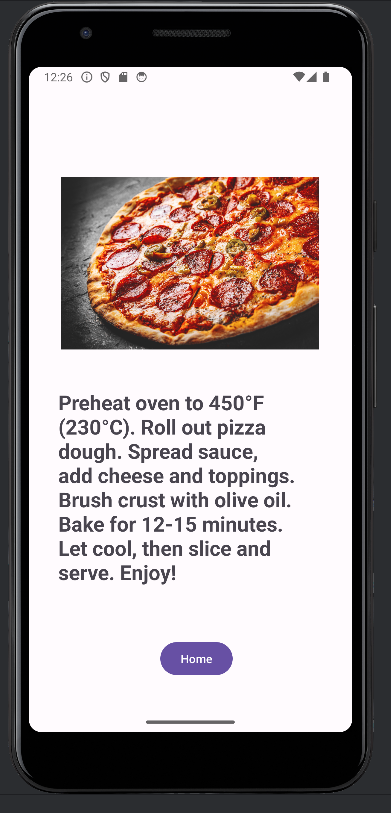 12:26
Preheat oven to 450°F
(230°C). Roll out pizza
dough. Spread sauce,
add cheese and toppings.
Brush crust with olive oil.
Bake for 12-15 minutes.
Let cool, then slice and
serve. Enjoy!
Home